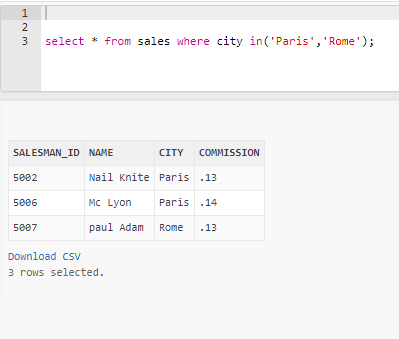 1
2
3 select * from sales where city in('Paris','Rome');
SALESMAN_ID NAME CITY COMMISSION
5002 Nail Knite Paris .13
5006 Mc Lyon Paris .14
5007 paul Adam Rome .13
Download CSV
3 rows selected.